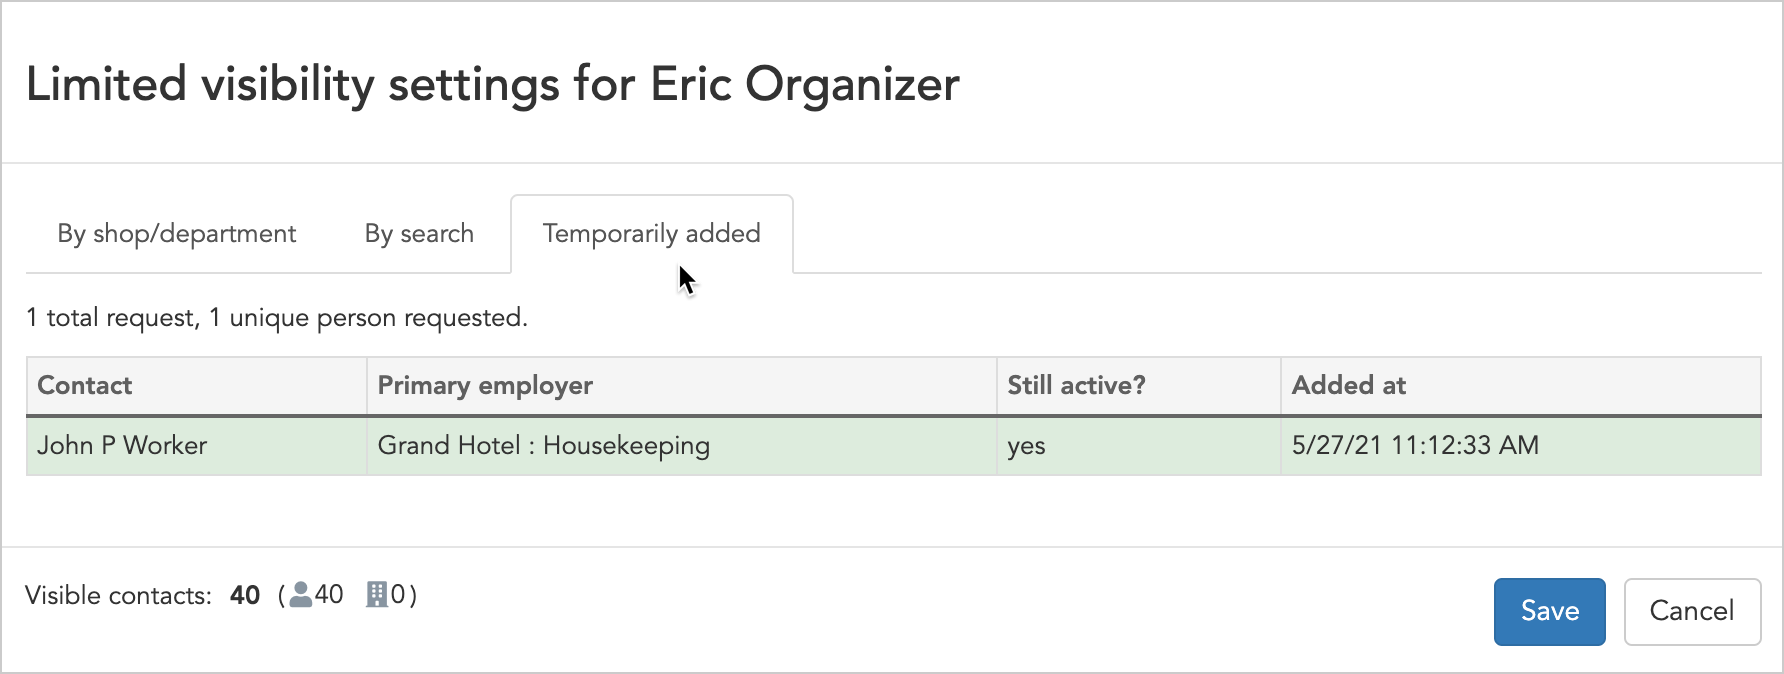 Limited visibility settings for Eric Organizer
By shop/department By search Temporarily added
1 total request, 1 unique person requested.
Contact Primary employer Still active? Added at
John P Worker Grand Hotel : Housekeeping yes 5/27/21 11:12:33 AM
Visible contacts: 40 ( 40 0 )
Save Cancel